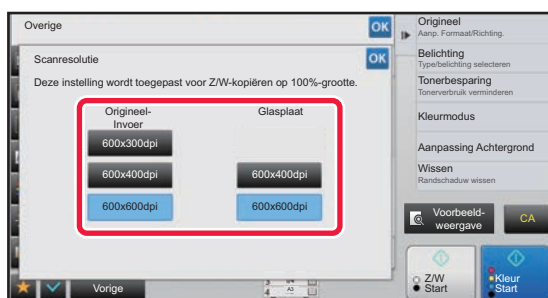 Overige
OK
Scanresolutie
OK
Deze instelling wordt toegepast voor Z/W-kopiëren op 100%-grootte.
Origineel-
Invoer
Glasplaat
600x300dpi
600x400dpi
600x400dpi
600x600dpi
600x600dpi
Vorige
A3
Origineel
Aanp. Formaat/Richting.
Belichting
Type/belichting selecteren
Tonerbesparing
Tonerverbruik verminderen
Kleurmodus
Aanpassing Achtergrond
Wissen
Randschaduw wissen
Voorbeeld-
weergave
CA
Z/W
Start
Kleur
Start